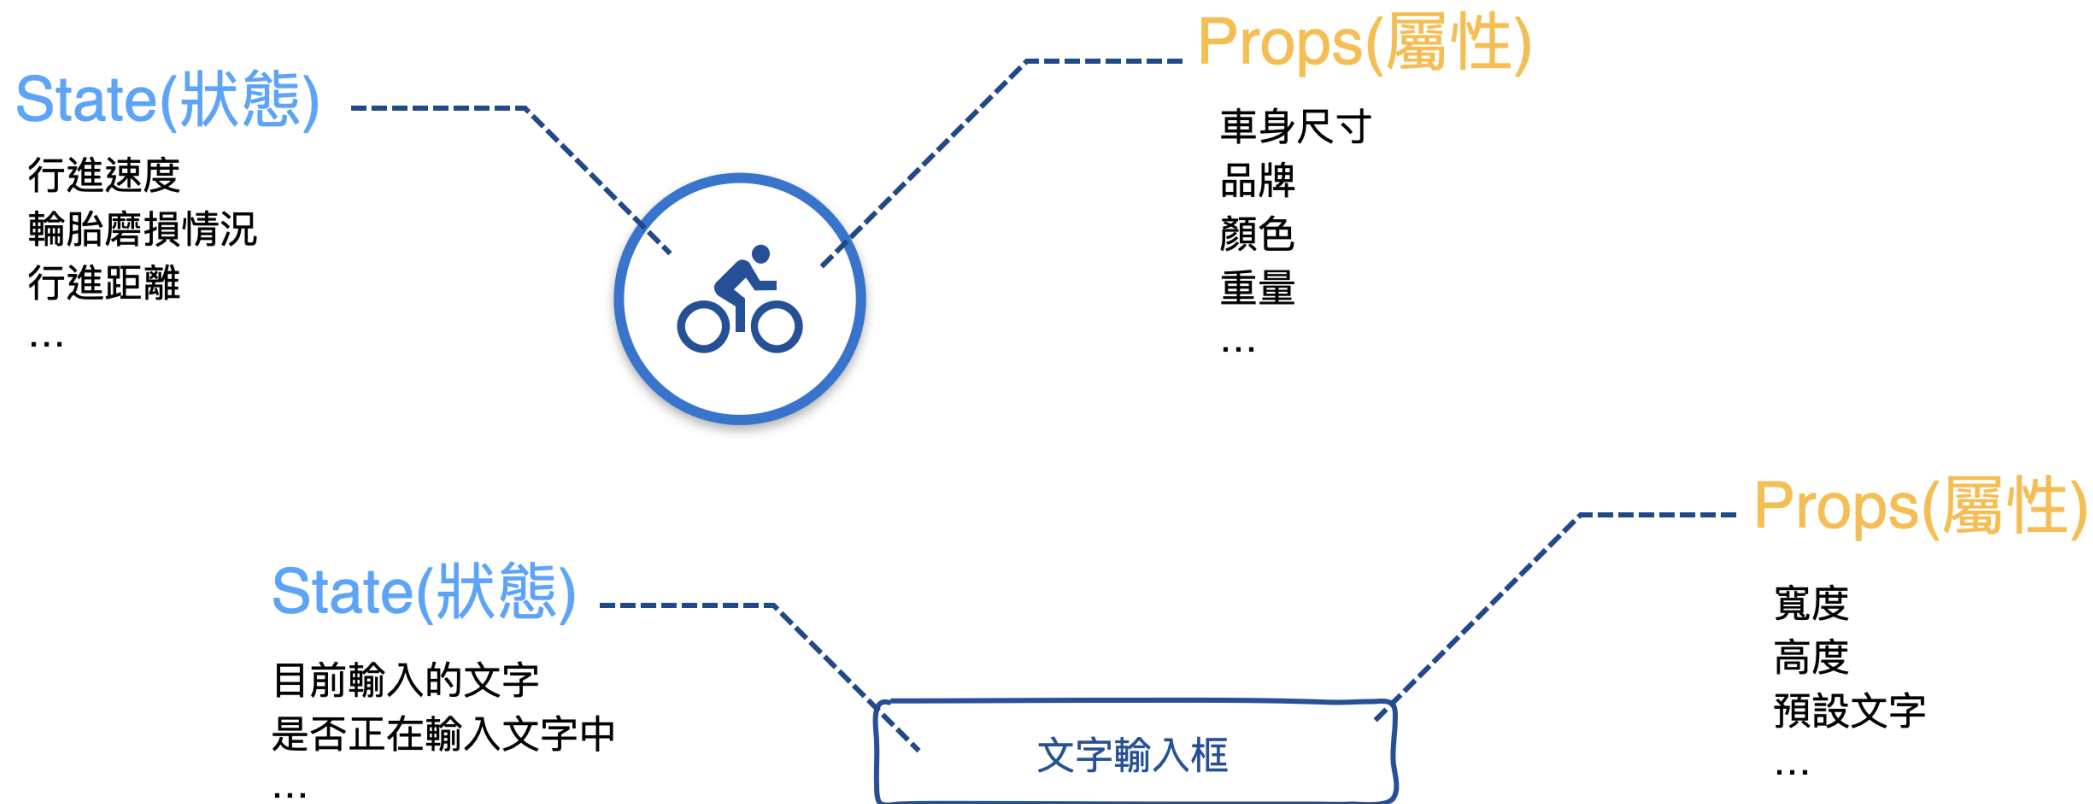 State(狀態)
行進速度
輪胎磨損情況
行進距離
...
Props(屬性)
車身尺寸
品牌
顏色
重量
...
State(狀態)
目前輸入的文字
是否正在輸入文字中
...
文字輸入框
Props(屬性)
寬度
高度
預設文字
...